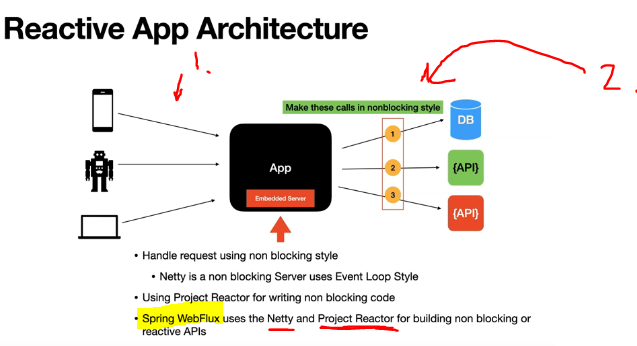 Reactive App Architecture
1.
2.
Make these calls in nonblocking style
DB
1
App
2
{API}
3
{API}
Embedded Server
• Handle request using non blocking style
• Netty is a non blocking Server uses Event Loop Style
• Using Project Reactor for writing non blocking code
• Spring WebFlux uses the Netty and Project Reactor for building non blocking or
reactive APIs